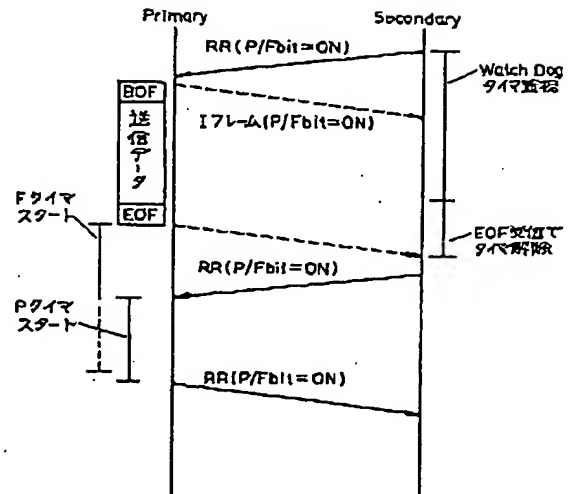 Primary
Secondary
RR(P/Fbit=ON)
Watch Dog
タイマ監視
BOF
Iフレーム(P/Fbit=ON)
送信データ
Fタイマ
スタート
EOF
EOF受信で
タイマ解除
RR(P/Fbit=ON)
Pタイマ
スタート
RR(P/Fbit=ON)